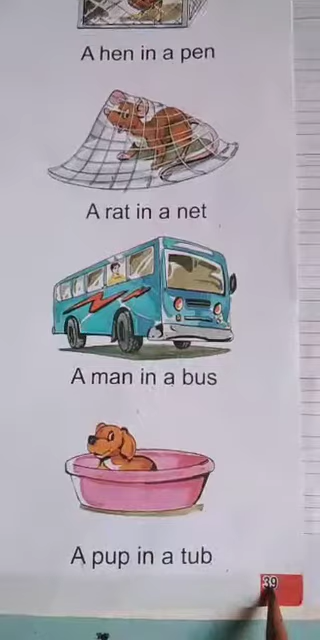 A hen in a pen
A rat in a net
A man in a bus
A pup in a tub
39